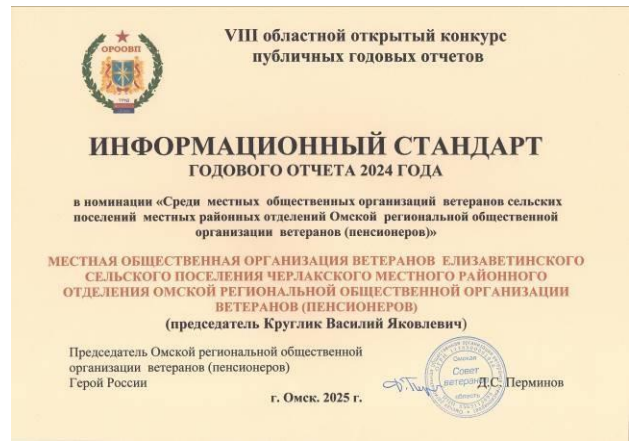 ОРООВП
VIII областной открытый конкурс
публичных годовых отчетов
ИНФОРМАЦИОННЫЙ СТАНДАРТ
ГОДОВОГО ОТЧЕТА 2024 ГОДА
в номинации «Среди местных общественных организаций ветеранов сельских
поселений местных районных отделений Омской региональной общественной
организации ветеранов (пенсионеров)»
МЕСТНАЯ ОБЩЕСТВЕННАЯ ОРГАНИЗАЦИЯ ВЕТЕРАНОВ ЕЛИЗАВЕТИНСКОГО
СЕЛЬСКОГО ПОСЕЛЕНИЯ ЧЕРЛАКСКОГО МЕСТНОГО РАЙОННОГО
ОТДЕЛЕНИЯ ОМСКОЙ РЕГИОНАЛЬНОЙ ОБЩЕСТВЕННОЙ ОРГАНИЗАЦИИ
ВЕТЕРАНОВ (ПЕНСИОНЕРОВ)
(председатель Круглик Василий Яковлевич)
Председатель Омской региональной общественной
организации ветеранов (пенсионеров)
Герой России
Д.С. Перминов
Омская
Совет
ветеранов
область
г. Омск. 2025 г.